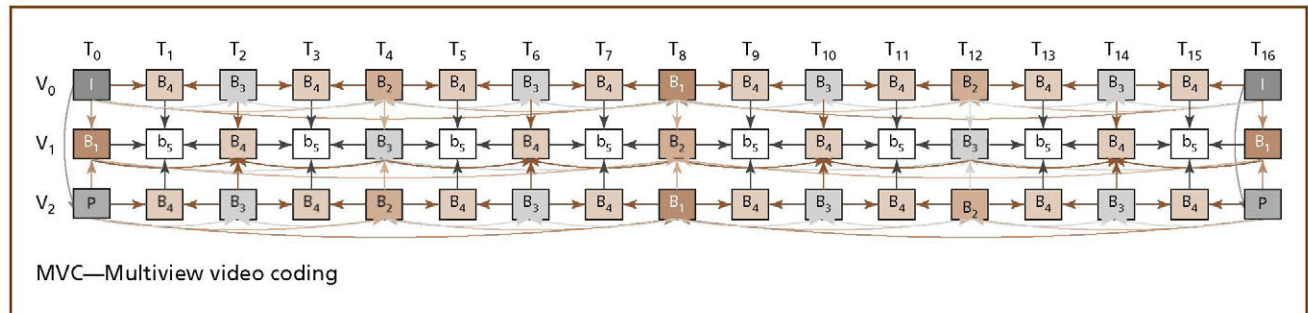 T₀ T₁ T₂ T₃ T₄ T₅ T₆ T₇ T₈ T₉ T₁₀ T₁₁ T₁₂ T₁₃ T₁₄ T₁₅ T₁₆
V₀ I B₄ B₃ B₄ B₂ B₄ B₃ B₄ B₁ B₄ B₃ B₄ B₂ B₄ B₃ B₄ I
V₁ B₁ b₅ B₄ b₅ B₃ b₅ B₄ b₅ B₂ b₅ B₄ b₅ B₃ b₅ B₄ b₅ B₁
V₂ P B₄ B₃ B₄ B₂ B₄ B₃ B₄ B₁ B₄ B₃ B₄ B₂ B₄ B₃ B₄ P
MVC—Multiview video coding